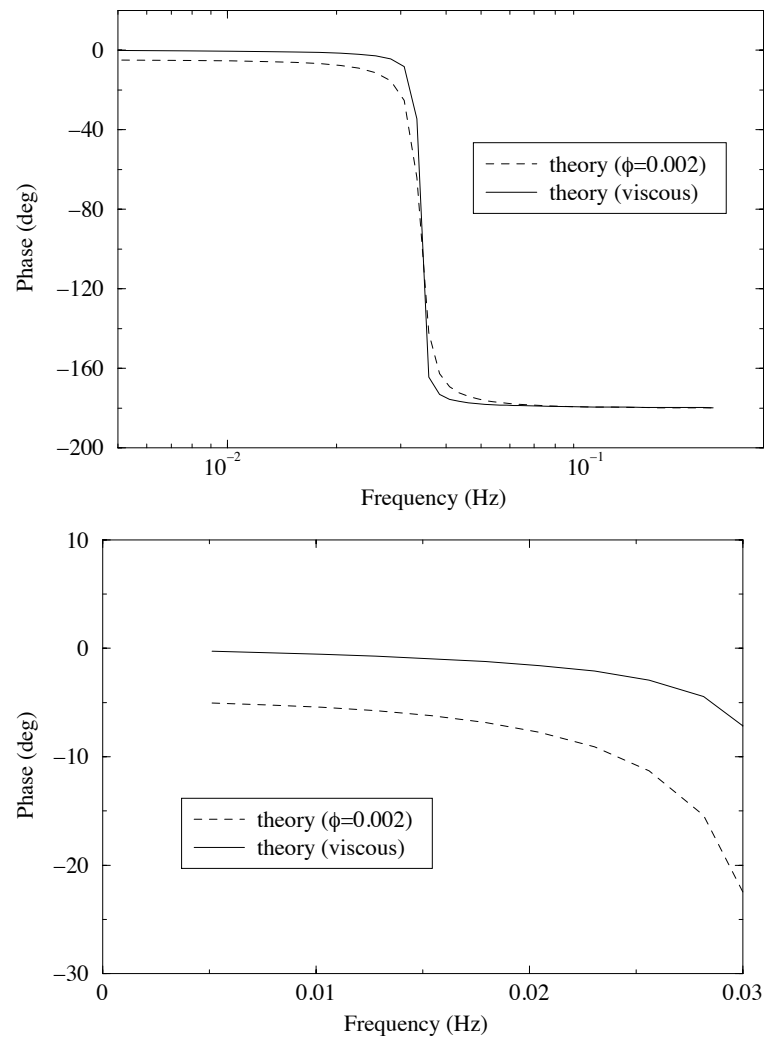 0
−40
−80
−120
−160
−200
Phase (deg)
theory (ϕ=0.002)
theory (viscous)
10⁻²
10⁻¹
Frequency (Hz)
10
0
−10
−20
−30
Phase (deg)
theory (ϕ=0.002)
theory (viscous)
0 0.01 0.02 0.03
Frequency (Hz)